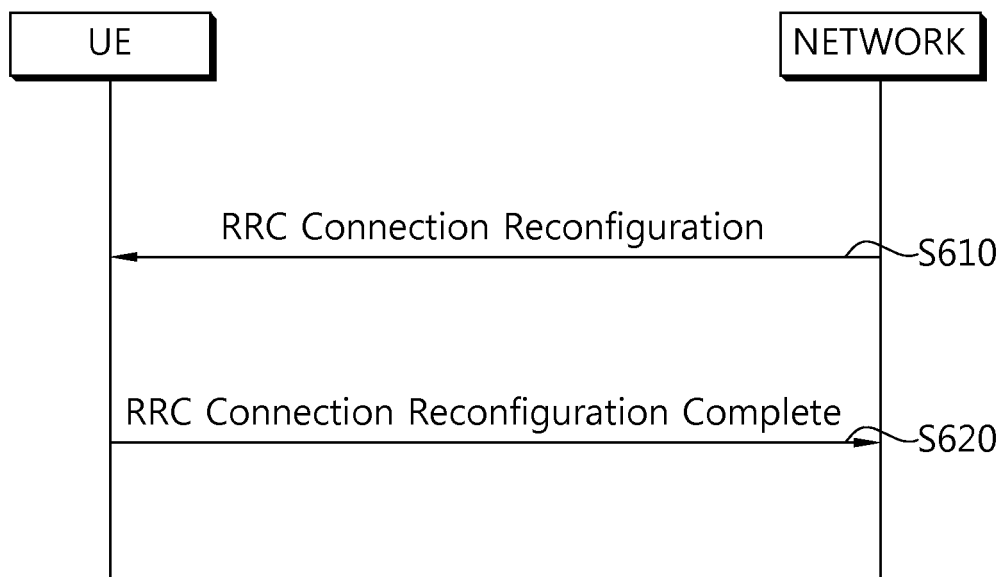 UE
NETWORK
RRC Connection Reconfiguration
S610
RRC Connection Reconfiguration Complete
S620